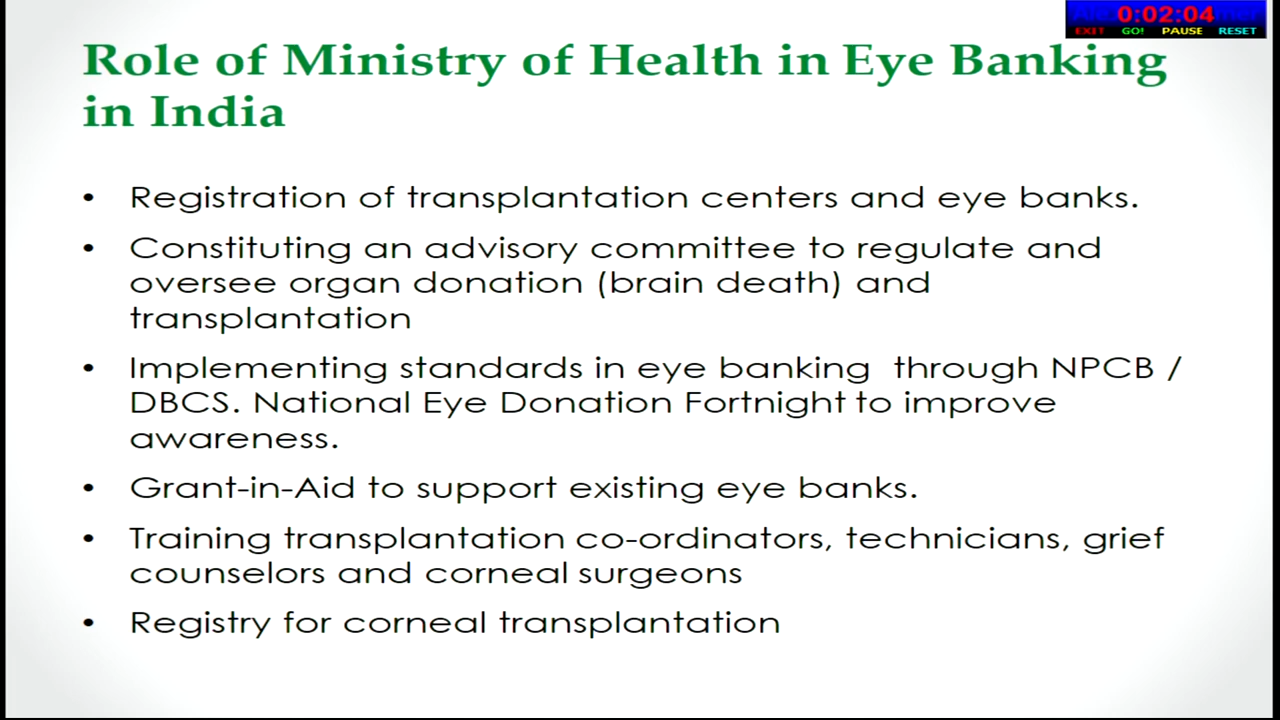 0:02:04
EXIT GO! PAUSE RESET
Role of Ministry of Health in Eye Banking
in India
• Registration of transplantation centers and eye banks.
• Constituting an advisory committee to regulate and
oversee organ donation (brain death) and
transplantation
• Implementing standards in eye banking through NPCB /
DBCS. National Eye Donation Fortnight to improve
awareness.
• Grant-in-Aid to support existing eye banks.
• Training transplantation co-ordinators, technicians, grief
counselors and corneal surgeons
• Registry for corneal transplantation